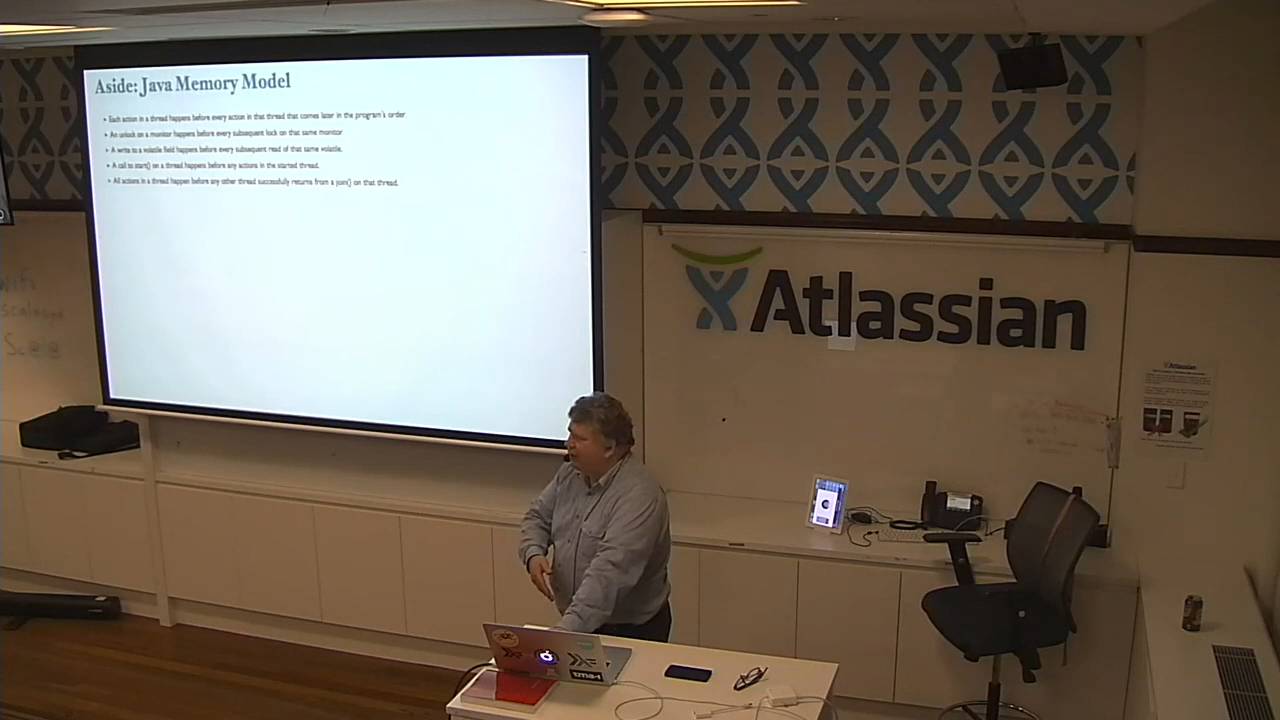 Aside: Java Memory Model
• Each action in a thread happens before every action in that thread that comes later in the program's order
• An unlock on a monitor happens before every subsequent lock on that same monitor
• A write to a volatile field happens before every subsequent read of that same volatile.
• A call to start() on a thread happens before any actions in the started thread.
• All actions in a thread happen before any other thread successfully returns from a join() on that thread.
wifi
Atlassian
Atlassian